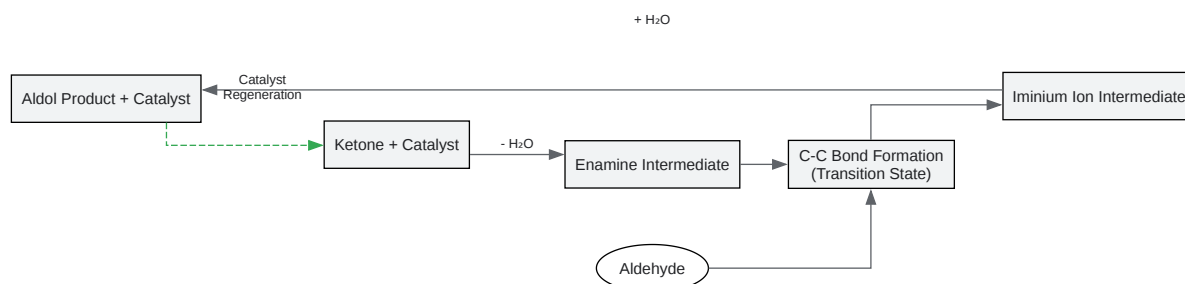 + H₂O
Catalyst
Regeneration
Aldol Product + Catalyst
Iminium Ion Intermediate
Ketone + Catalyst
- H₂O
Enamine Intermediate
C-C Bond Formation
(Transition State)
Aldehyde